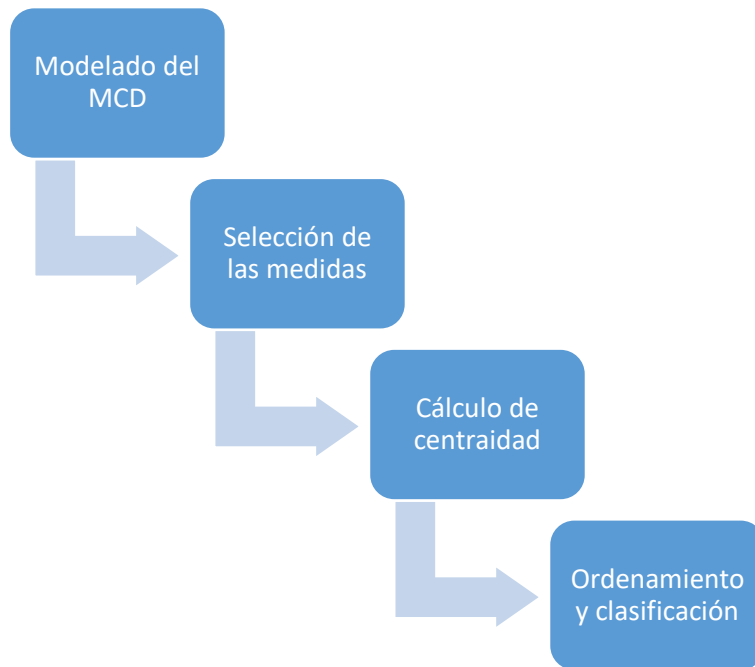 Modelado del
MCD
Selección de
las medidas
Cálculo de
centraidad
Ordenamiento
y clasificación